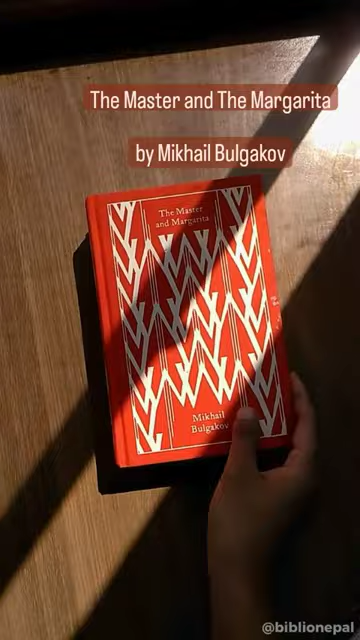 The Master and The Margarita
by Mikhail Bulgakov
The Master
and Margarita
Mikhail
Bulgakov
@biblionepal